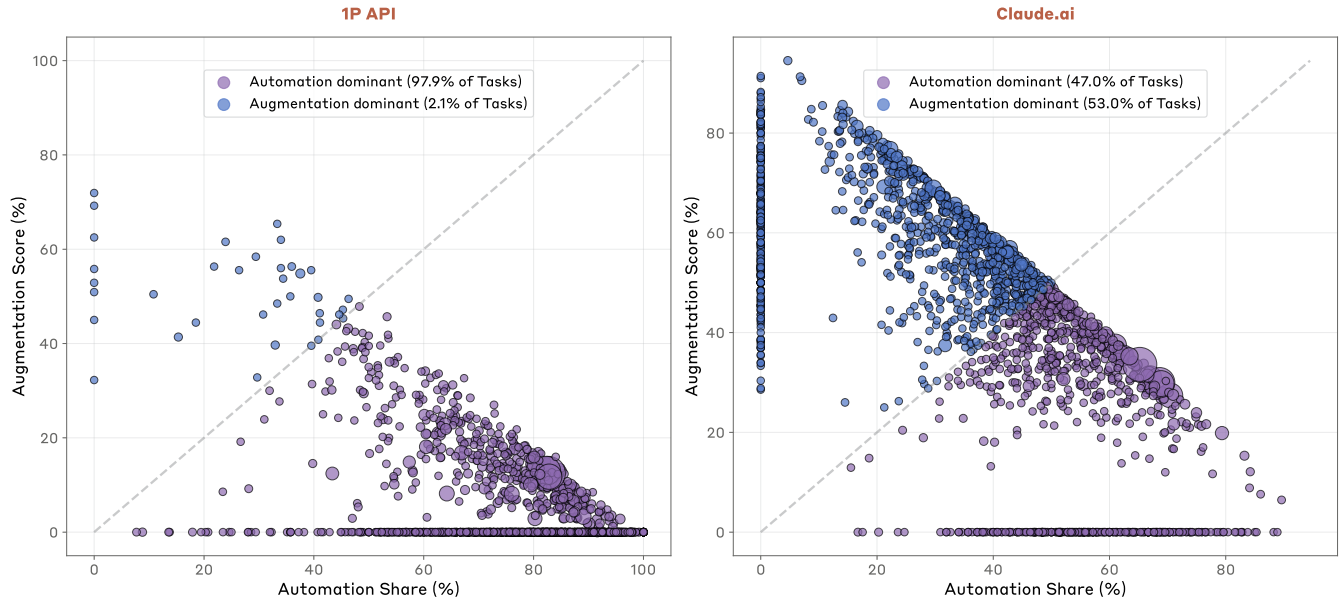 1P API
Automation dominant (97.9% of Tasks)
Augmentation dominant (2.1% of Tasks)
100
80
60
40
20
0
Augmentation Score (%)
0 20 40 60 80 100
Automation Share (%)
Claude.ai
Automation dominant (47.0% of Tasks)
Augmentation dominant (53.0% of Tasks)
80
60
40
20
0
Augmentation Score (%)
0 20 40 60 80
Automation Share (%)